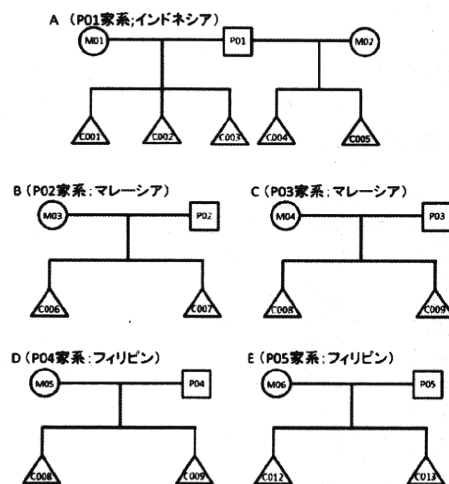 A (P01家系;インドネシア)
M01 P01 M02
C001 C002 C003 C004 C005
B(P02家系;マレーシア) C(P03家系;マレーシア)
M03 P02 M04 P03
C006 C007 C008 C009
D(P04家系;フィリピン) E(P05家系;フィリピン)
M05 P04 M06 P05
C008 C009 C012 C013